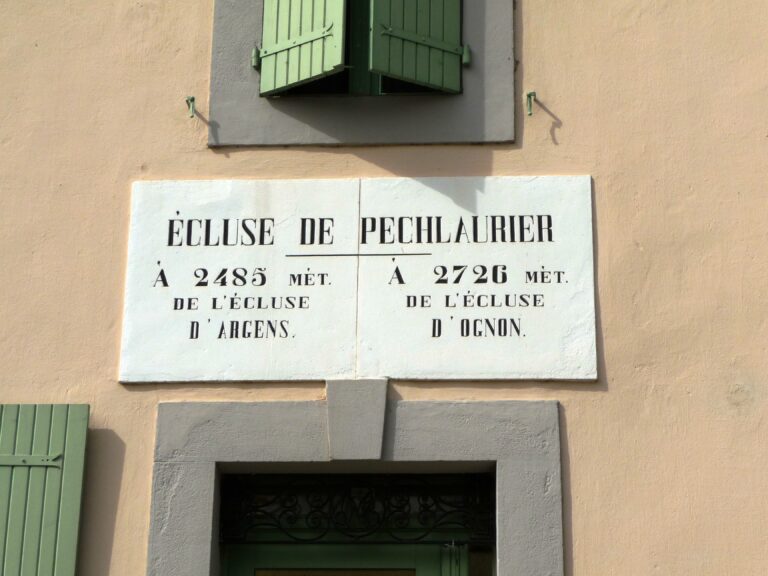 ÉCLUSE DE PECHLAURIER
À 2485 MÈT.
DE L'ÉCLUSE
D'ARGENS.
À 2726 MÈT.
DE L'ÉCLUSE
D'OGNON.